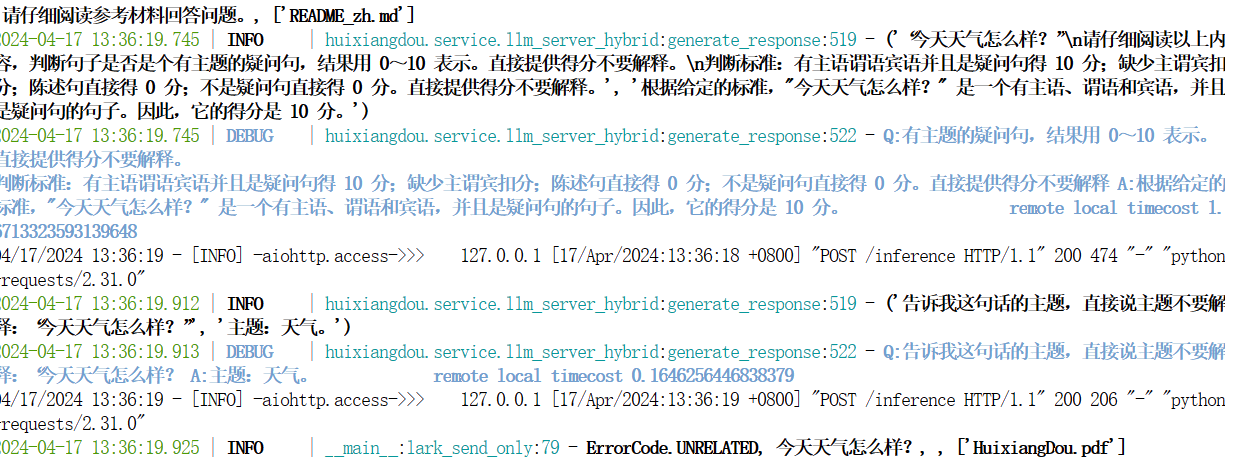 请仔细阅读参考材料回答问题。, ['README_zh.md']
2024-04-17 13:36:19.745 | INFO | huixiangdou.service.llm_server_hybrid:generate_response:519 - ('“今天天气怎么样？”\n请仔细阅读以上内
容，判断句子是否是个有主题的疑问句，结果用 0～10 表示。直接提供得分不要解释。\n判断标准：有主语谓语宾语并且是疑问句得 10 分；缺少主谓宾扣
分；陈述句直接得 0 分；不是疑问句直接得 0 分。直接提供得分不要解释。', '根据给定的标准，"今天天气怎么样？" 是一个有主语、谓语和宾语，并且
是疑问句的句子。因此，它的得分是 10 分。')
2024-04-17 13:36:19.745 | DEBUG | huixiangdou.service.llm_server_hybrid:generate_response:522 - Q:有主题的疑问句，结果用 0～10 表示。
直接提供得分不要解释。
判断标准：有主语谓语宾语并且是疑问句得 10 分；缺少主谓宾扣分；陈述句直接得 0 分；不是疑问句直接得 0 分。直接提供得分不要解释 A:根据给定的
标准，"今天天气怎么样？" 是一个有主语、谓语和宾语，并且是疑问句的句子。因此，它的得分是 10 分。 remote local timecost 1.
6713323593139648
04/17/2024 13:36:19 - [INFO] -aiohttp.access->>> 127.0.0.1 [17/Apr/2024:13:36:18 +0800] "POST /inference HTTP/1.1" 200 474 "-" "python
-requests/2.31.0"
2024-04-17 13:36:19.912 | INFO | huixiangdou.service.llm_server_hybrid:generate_response:519 - ('告诉我这句话的主题，直接说主题不要解
释：“今天天气怎么样？”', '主题：天气。')
2024-04-17 13:36:19.913 | DEBUG | huixiangdou.service.llm_server_hybrid:generate_response:522 - Q:告诉我这句话的主题，直接说主题不要解
释：“今天天气怎么样？ A:主题：天气。 remote local timecost 0.1646256446838379
04/17/2024 13:36:19 - [INFO] -aiohttp.access->>> 127.0.0.1 [17/Apr/2024:13:36:19 +0800] "POST /inference HTTP/1.1" 200 206 "-" "python
-requests/2.31.0"
2024-04-17 13:36:19.925 | INFO | __main__:lark_send_only:79 - ErrorCode.UNRELATED, 今天天气怎么样？, , ['HuixiangDou.pdf']